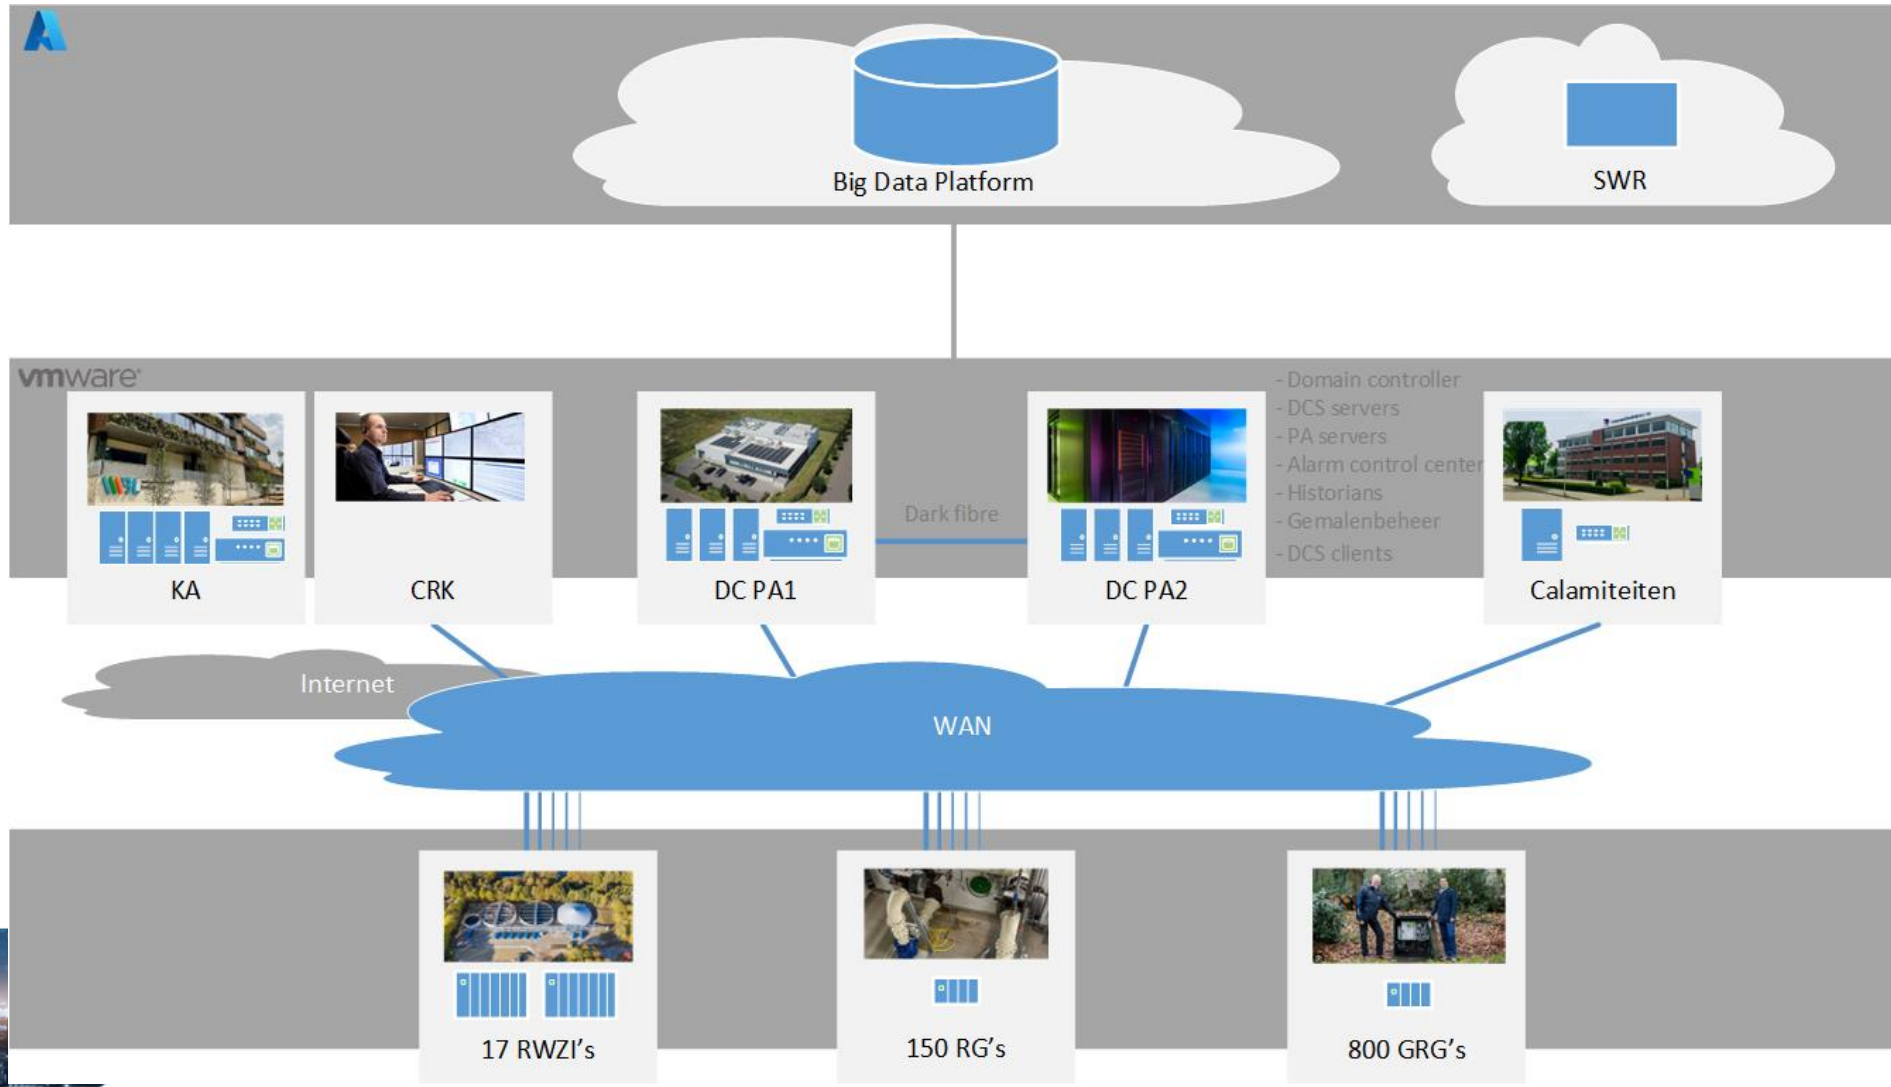 Big Data Platform
SWR
vmware
- Domain controller
- DCS servers
- PA servers
- Alarm control center
- Historians
- Gemalenbeheer
- DCS clients
Dark fibre
KA
CRK
DC PA1
DC PA2
Calamiteiten
Internet
WAN
17 RWZI's
150 RG's
800 GRG's